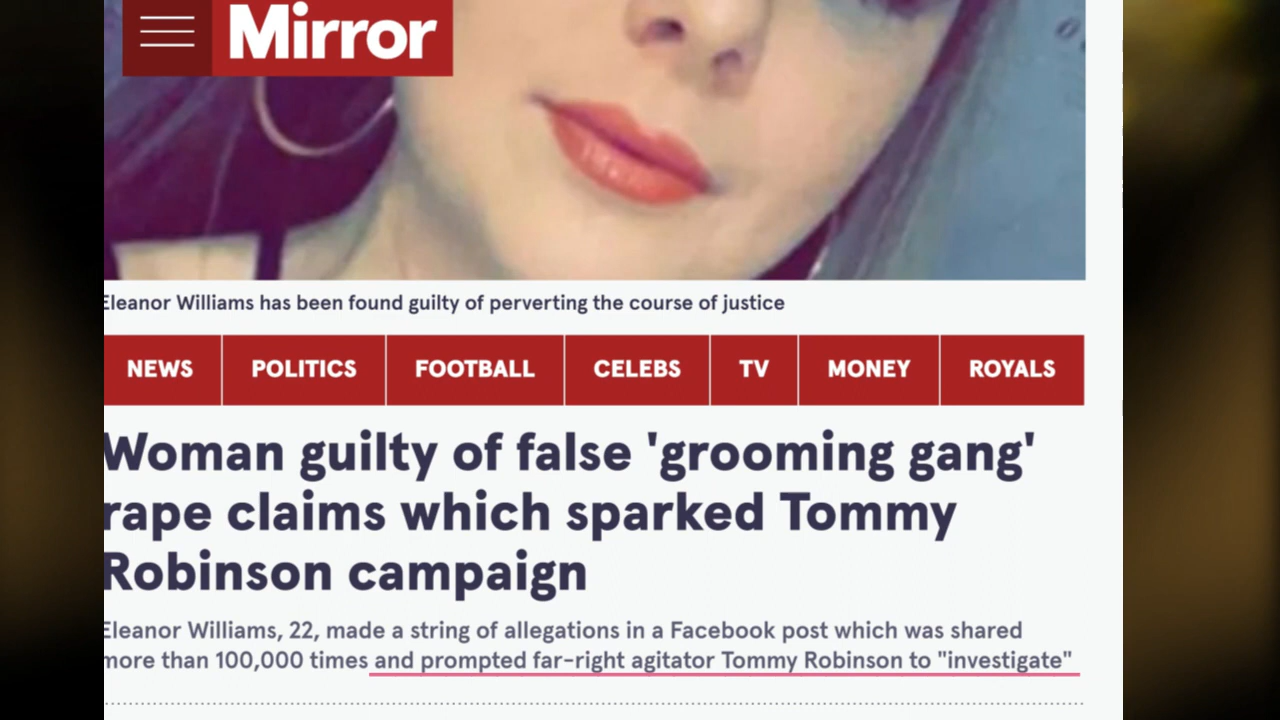 Mirror
Eleanor Williams has been found guilty of perverting the course of justice
NEWS POLITICS FOOTBALL CELEBS TV MONEY ROYALS
Woman guilty of false 'grooming gang'
rape claims which sparked Tommy
Robinson campaign
Eleanor Williams, 22, made a string of allegations in a Facebook post which was shared
more than 100,000 times and prompted far-right agitator Tommy Robinson to "investigate"